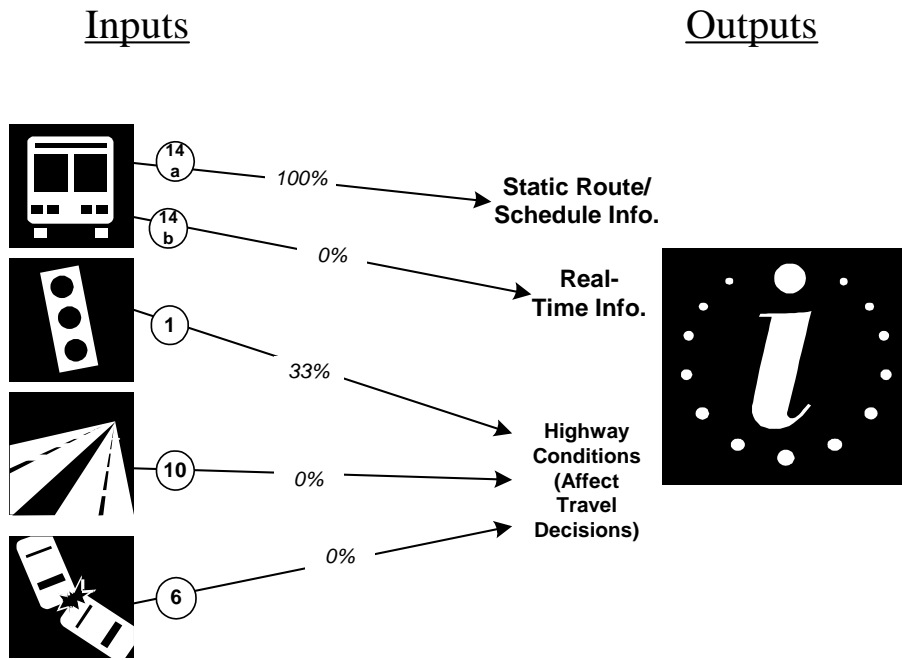 Inputs
Outputs
14
a
100%
Static Route/
Schedule Info.
14
b
0%
Real-
Time Info.
1
33%
Highway
Conditions
(Affect
Travel
Decisions)
10
0%
6
0%
i